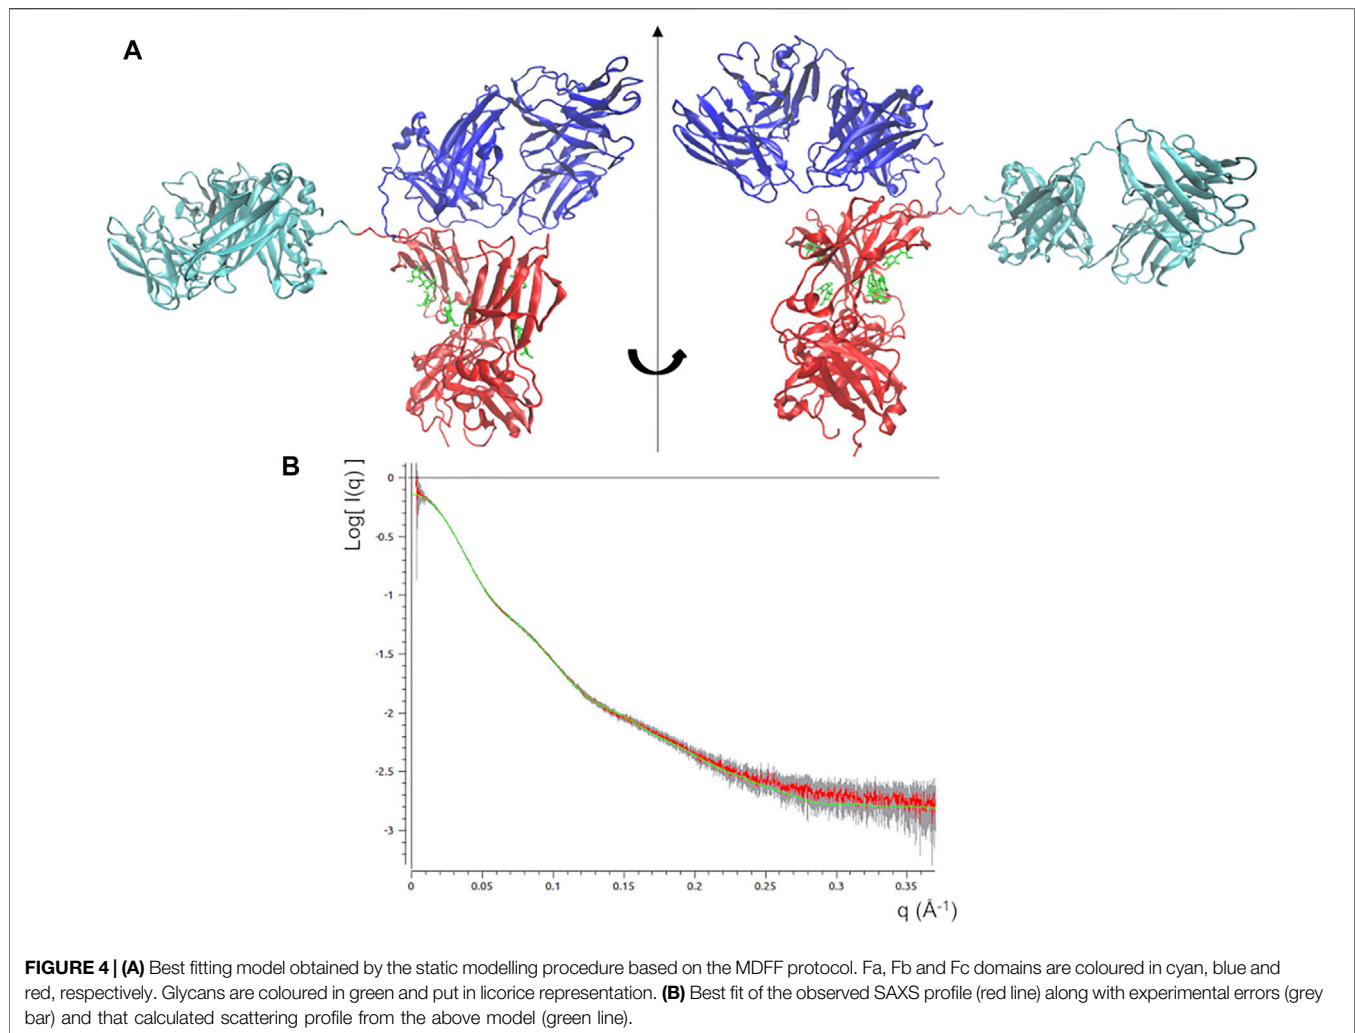 A
B
Log[ I(q) ]
0
-0.5
-1
-1.5
-2
-2.5
-3
0 0.05 0.1 0.15 0.2 0.25 0.3 0.35
q (Å-1)
FIGURE 4 | (A) Best fitting model obtained by the static modelling procedure based on the MDFF protocol. Fa, Fb and Fc domains are coloured in cyan, blue and
red, respectively. Glycans are coloured in green and put in licorice representation. (B) Best fit of the observed SAXS profile (red line) along with experimental errors (grey
bar) and that calculated scattering profile from the above model (green line).